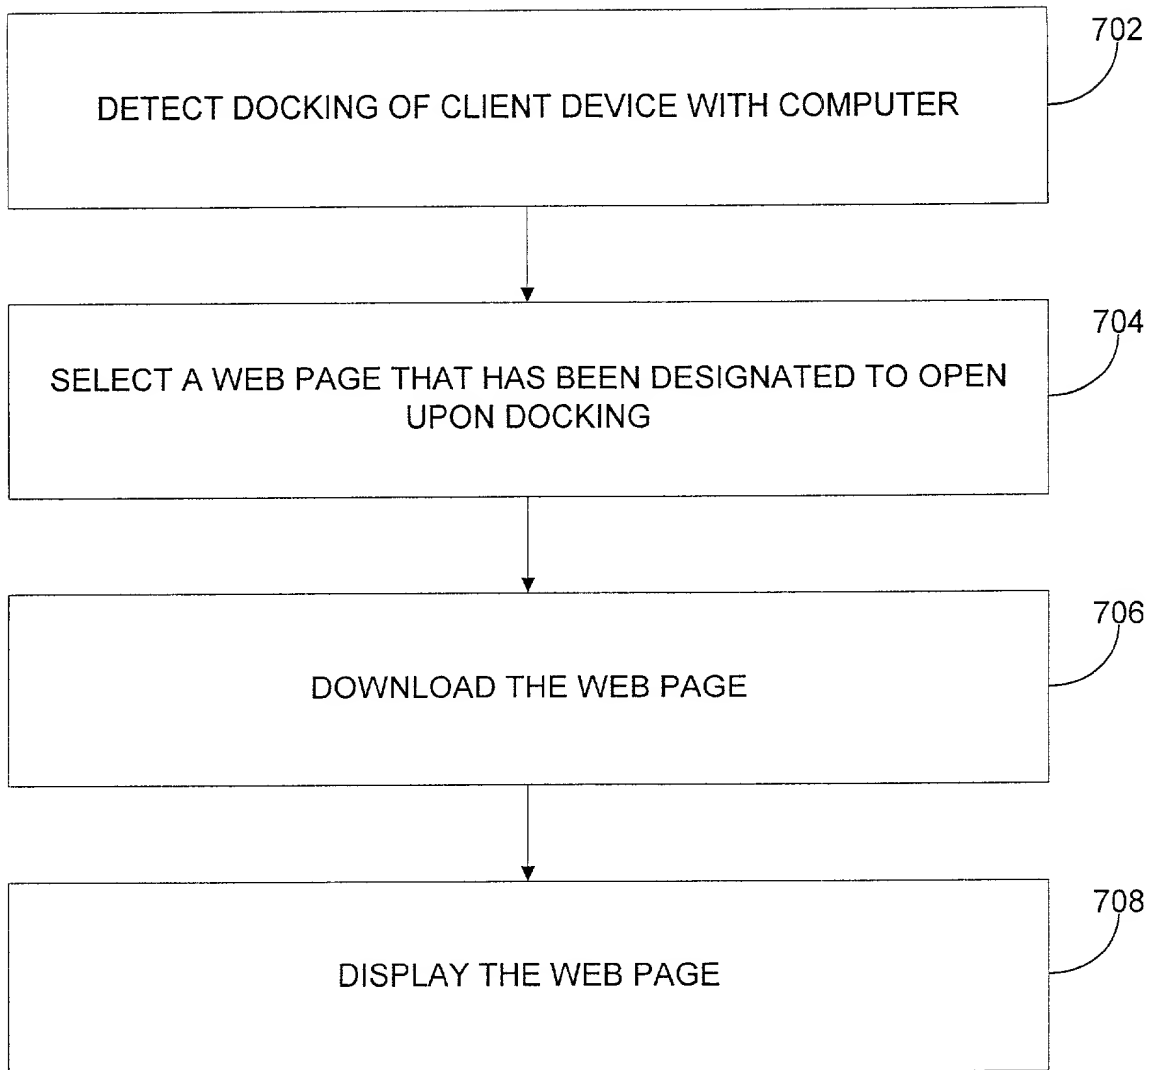 702
DETECT DOCKING OF CLIENT DEVICE WITH COMPUTER
704
SELECT A WEB PAGE THAT HAS BEEN DESIGNATED TO OPEN
UPON DOCKING
706
DOWNLOAD THE WEB PAGE
708
DISPLAY THE WEB PAGE